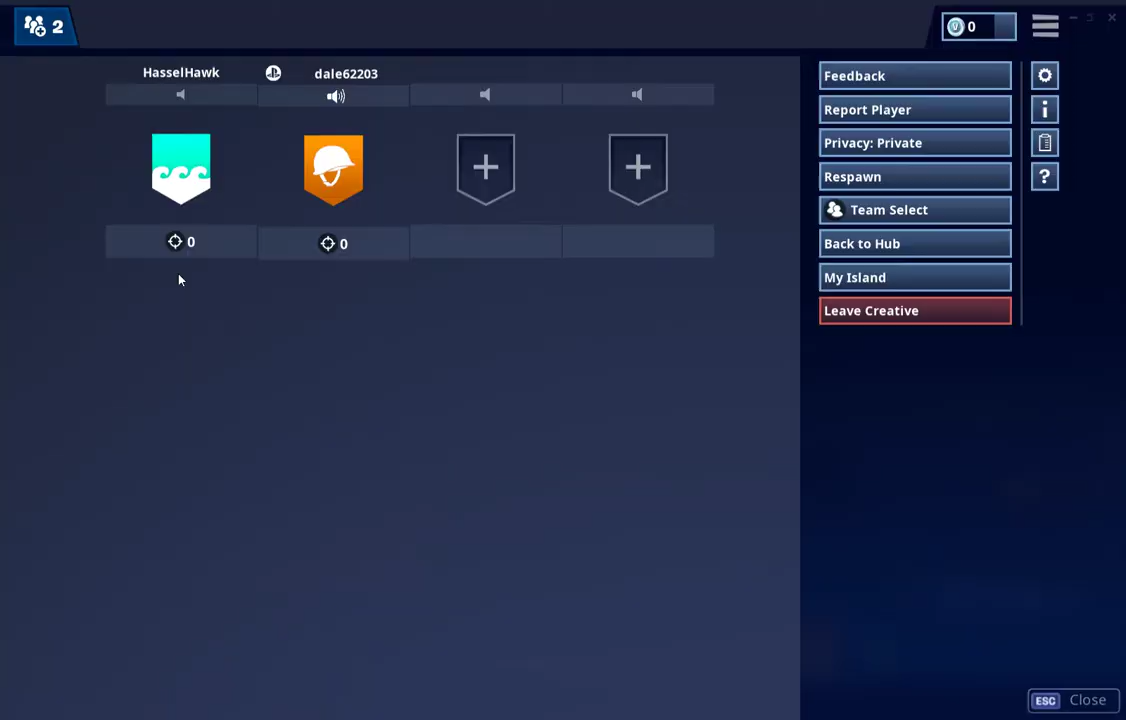 2
0
HasselHawk
dale62203
0
0
Feedback
Report Player
Privacy: Private
Respawn
Team Select
Back to Hub
My Island
Leave Creative
i
?
ESC Close